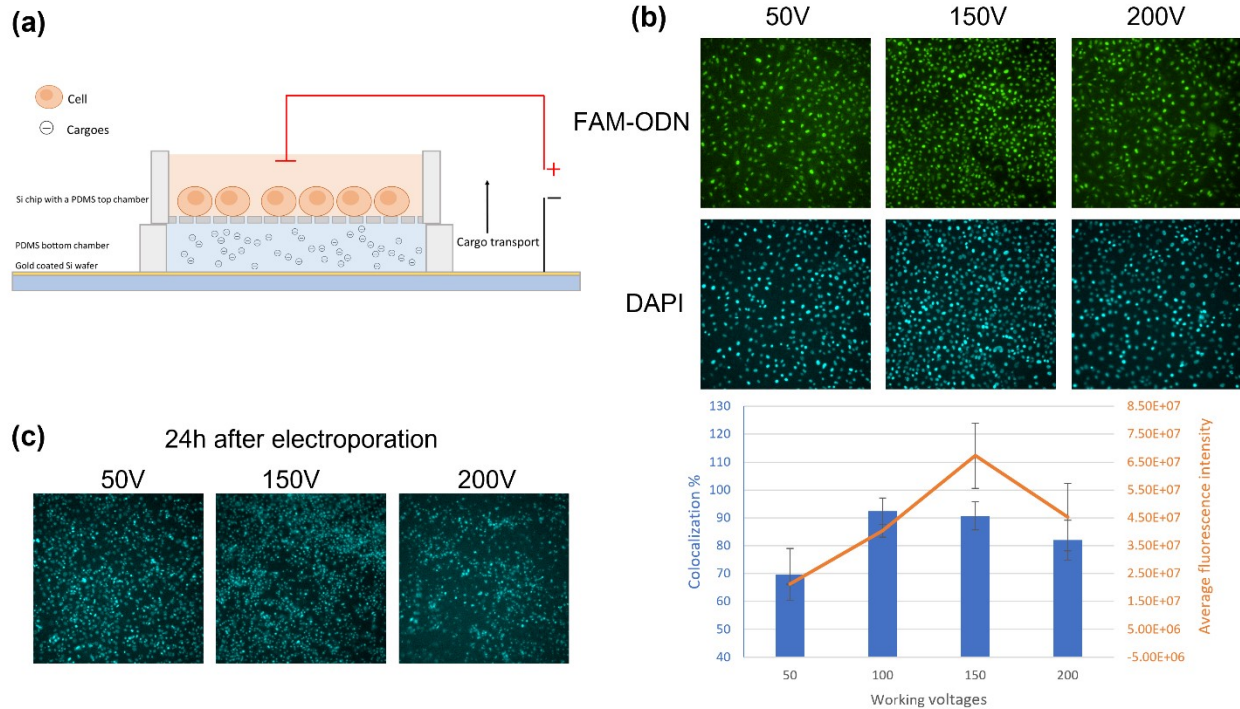 (a)
Cell
Cargoes
Si chip with a PDMS top chamber
PDMS bottom chamber
Gold coated Si wafer
+
−
Cargo transport
(b)
50V 150V 200V
FAM-ODN
DAPI
130
120
110
100
90
80
70
60
50
40
Colocalization %
8.50E+07
7.50E+07
6.50E+07
5.50E+07
4.50E+07
3.50E+07
2.50E+07
1.50E+07
5.00E+06
-5.00E+06
Average fluorescence intensity
50 100 150 200
Working voltages
(c)
24h after electroporation
50V 150V 200V